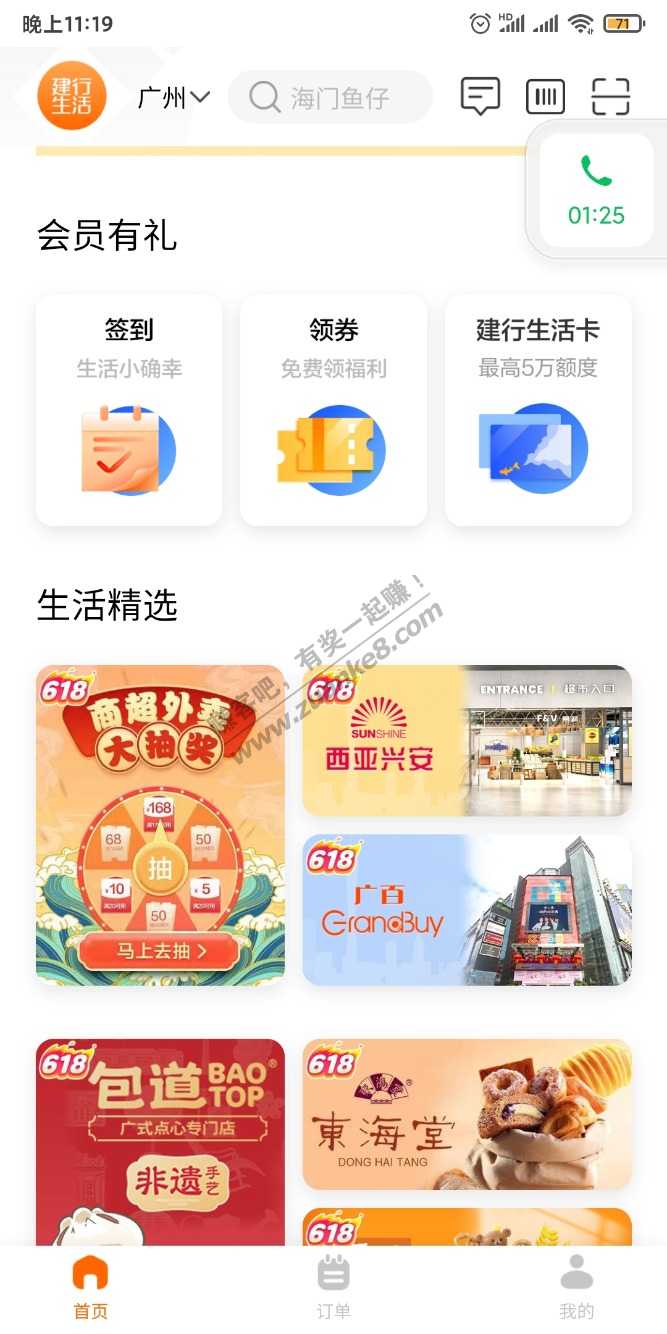 晚上11:19
HD
71
建行
生活
广州
海门鱼仔
01:25
会员有礼
签到
生活小确幸
领券
免费领福利
建行生活卡
最高5万额度
生活精选
618
商超外卖
大抽奖
¥168
68
50
抽
¥10
¥5
50
马上去抽
618
SUNSHINE
西亚兴安
ENTRANCE
超市入口
F&V
618
广百
GrandBuy
有奖一起赚！
www.zuanke8.com
618
包道
BAO
TOP
®
广式点心专门店
非遗
手艺
618
東海堂
DONG HAI TANG
618
首页
订单
我的